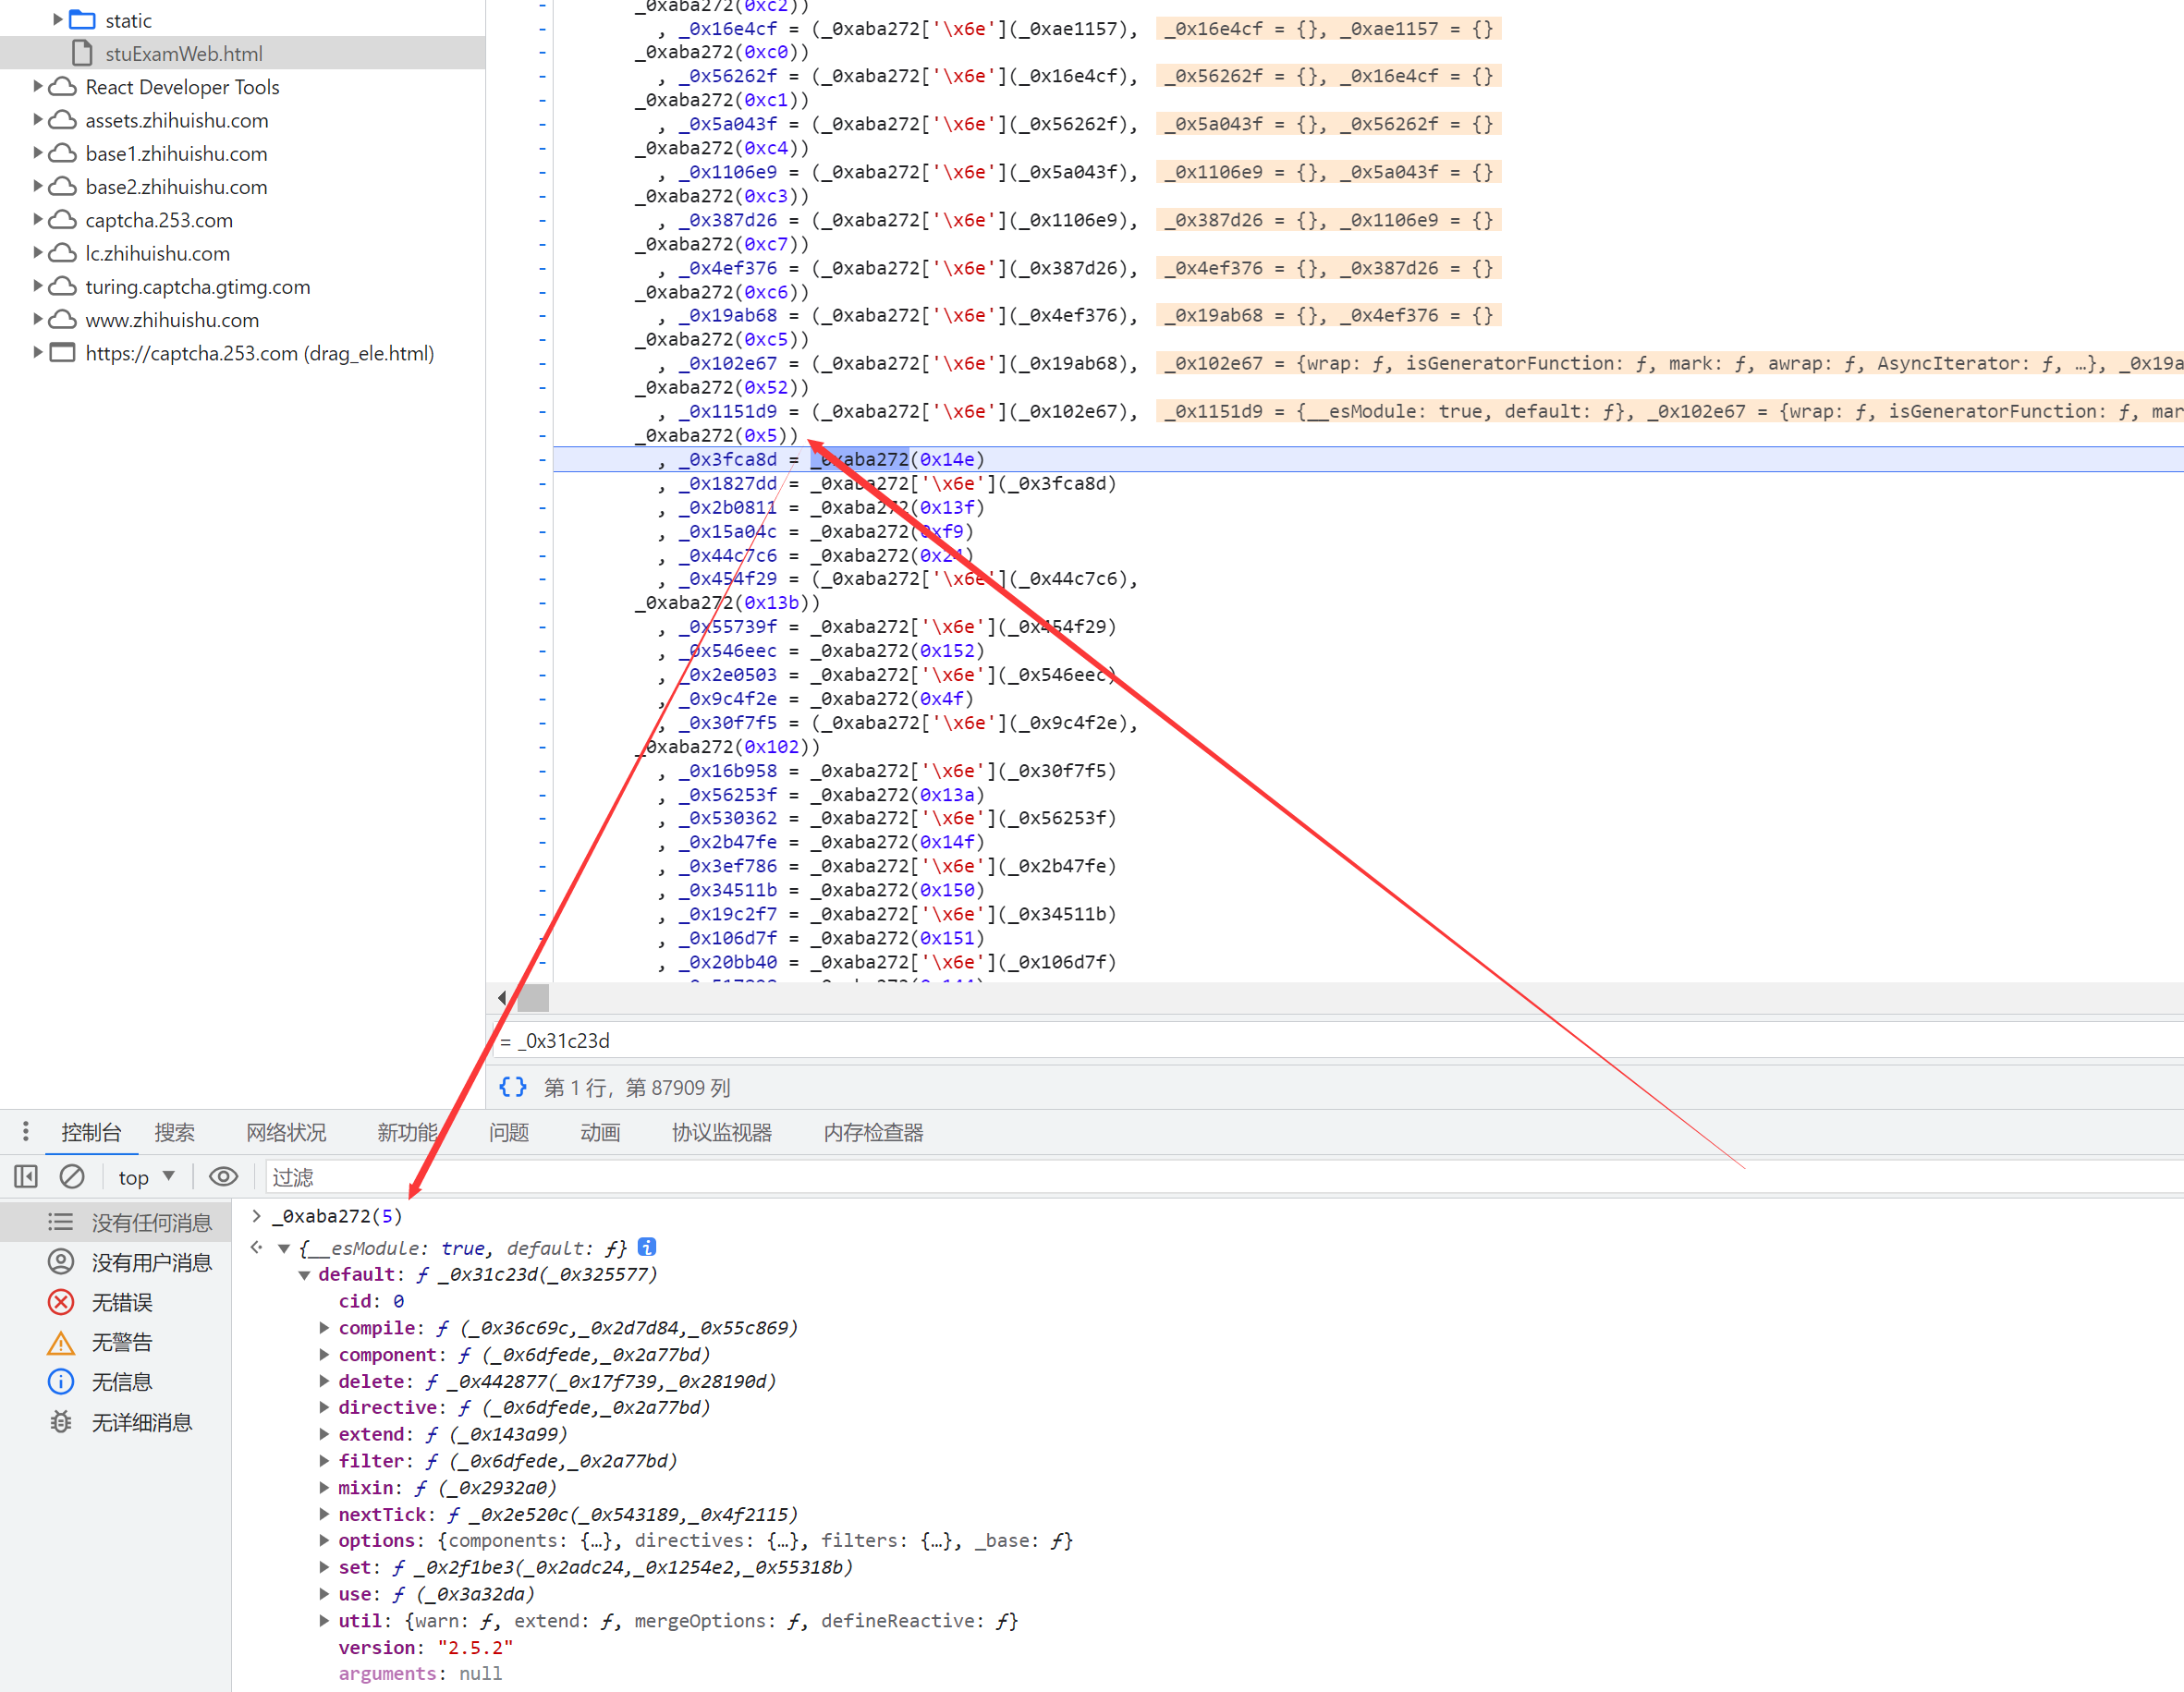 static
stuExamWeb.html
React Developer Tools
assets.zhihuishu.com
base1.zhihuishu.com
base2.zhihuishu.com
captcha.253.com
lc.zhihuishu.com
turing.captcha.gtimg.com
www.zhihuishu.com
https://captcha.253.com (drag_ele.html)
_0xaba272(0xc2))
, _0x16e4cf = (_0xaba272['\x6e'](_0xae1157), _0x16e4cf = {}, _0xae1157 = {}
_0xaba272(0xc0))
, _0x56262f = (_0xaba272['\x6e'](_0x16e4cf), _0x56262f = {}, _0x16e4cf = {}
_0xaba272(0xc1))
, _0x5a043f = (_0xaba272['\x6e'](_0x56262f), _0x5a043f = {}, _0x56262f = {}
_0xaba272(0xc4))
, _0x1106e9 = (_0xaba272['\x6e'](_0x5a043f), _0x1106e9 = {}, _0x5a043f = {}
_0xaba272(0xc3))
, _0x387d26 = (_0xaba272['\x6e'](_0x1106e9), _0x387d26 = {}, _0x1106e9 = {}
_0xaba272(0xc7))
, _0x4ef376 = (_0xaba272['\x6e'](_0x387d26), _0x4ef376 = {}, _0x387d26 = {}
_0xaba272(0xc6))
, _0x19ab68 = (_0xaba272['\x6e'](_0x4ef376), _0x19ab68 = {}, _0x4ef376 = {}
_0xaba272(0xc5))
, _0x102e67 = (_0xaba272['\x6e'](_0x19ab68), _0x102e67 = {wrap: ƒ, isGeneratorFunction: ƒ, mark: ƒ, awrap: ƒ, AsyncIterator: ƒ, …}, _0x19a
_0xaba272(0x52))
, _0x1151d9 = (_0xaba272['\x6e'](_0x102e67), _0x1151d9 = {__esModule: true, default: ƒ}, _0x102e67 = {wrap: ƒ, isGeneratorFunction: ƒ, mar
_0xaba272(0x5))
, _0x3fca8d = _0xaba272(0x14e)
, _0x1827dd = _0xaba272['\x6e'](_0x3fca8d)
, _0x2b0811 = _0xaba272(0x13f)
, _0x15a04c = _0xaba272(0xf9)
, _0x44c7c6 = _0xaba272(0x24)
, _0x454f29 = (_0xaba272['\x6e'](_0x44c7c6),
_0xaba272(0x13b))
, _0x55739f = _0xaba272['\x6e'](_0x454f29)
, _0x546eec = _0xaba272(0x152)
, _0x2e0503 = _0xaba272['\x6e'](_0x546eec)
, _0x9c4f2e = _0xaba272(0x4f)
, _0x30f7f5 = (_0xaba272['\x6e'](_0x9c4f2e),
_0xaba272(0x102))
, _0x16b958 = _0xaba272['\x6e'](_0x30f7f5)
, _0x56253f = _0xaba272(0x13a)
, _0x530362 = _0xaba272['\x6e'](_0x56253f)
, _0x2b47fe = _0xaba272(0x14f)
, _0x3ef786 = _0xaba272['\x6e'](_0x2b47fe)
, _0x34511b = _0xaba272(0x150)
, _0x19c2f7 = _0xaba272['\x6e'](_0x34511b)
, _0x106d7f = _0xaba272(0x151)
, _0x20bb40 = _0xaba272['\x6e'](_0x106d7f)
= _0x31c23d
{} 第 1 行，第 87909 列
控制台 搜索 网络状况 新功能 问题 动画 协议监视器 内存检查器
top 过滤
没有任何消息
没有用户消息
无错误
无警告
无信息
无详细消息
> _0xaba272(5)
{__esModule: true, default: ƒ}
default: ƒ _0x31c23d(_0x325577)
cid: 0
compile: ƒ (_0x36c69c,_0x2d7d84,_0x55c869)
component: ƒ (_0x6dfede,_0x2a77bd)
delete: ƒ _0x442877(_0x17f739,_0x28190d)
directive: ƒ (_0x6dfede,_0x2a77bd)
extend: ƒ (_0x143a99)
filter: ƒ (_0x6dfede,_0x2a77bd)
mixin: ƒ (_0x2932a0)
nextTick: ƒ _0x2e520c(_0x543189,_0x4f2115)
options: {components: {…}, directives: {…}, filters: {…}, _base: ƒ}
set: ƒ _0x2f1be3(_0x2adc24,_0x1254e2,_0x55318b)
use: ƒ (_0x3a32da)
util: {warn: ƒ, extend: ƒ, mergeOptions: ƒ, defineReactive: ƒ}
version: "2.5.2"
arguments: null